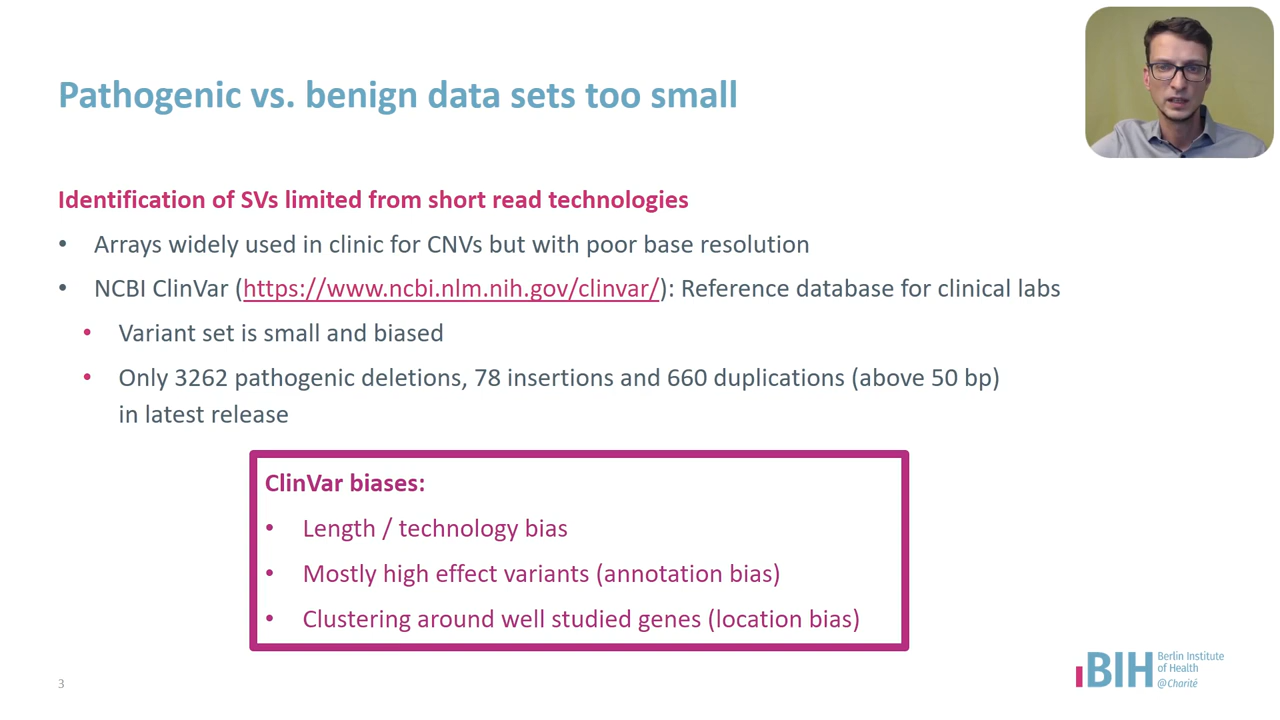 Pathogenic vs. benign data sets too small
Identification of SVs limited from short read technologies
• Arrays widely used in clinic for CNVs but with poor base resolution
• NCBI ClinVar (https://www.ncbi.nlm.nih.gov/clinvar/): Reference database for clinical labs
• Variant set is small and biased
• Only 3262 pathogenic deletions, 78 insertions and 660 duplications (above 50 bp)
in latest release
ClinVar biases:
• Length / technology bias
• Mostly high effect variants (annotation bias)
• Clustering around well studied genes (location bias)
3
BIH
Berlin Institute
of Health
@Charité